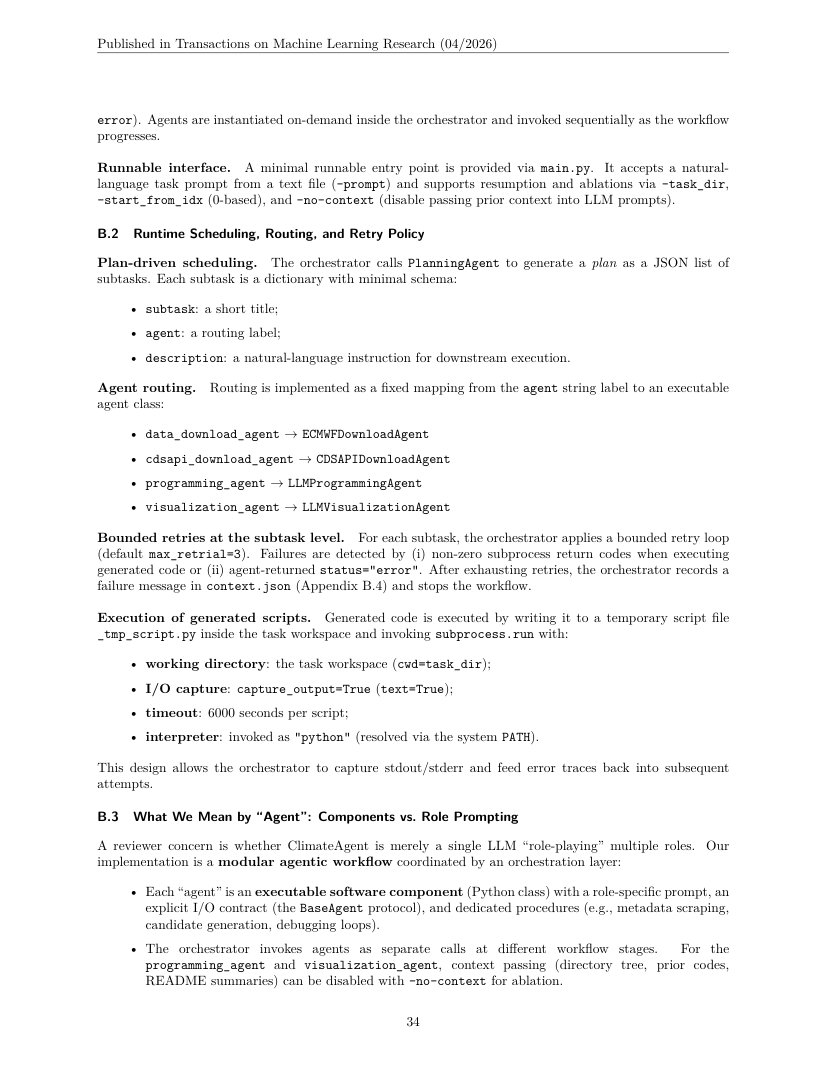 Published in Transactions on Machine Learning Research (04/2026)
error). Agents are instantiated on-demand inside the orchestrator and invoked sequentially as the workflow
progresses.
Runnable interface. A minimal runnable entry point is provided via main.py. It accepts a natural-
language task prompt from a text file (-prompt) and supports resumption and ablations via -task_dir,
-start_from_idx (0-based), and -no-context (disable passing prior context into LLM prompts).
B.2 Runtime Scheduling, Routing, and Retry Policy
Plan-driven scheduling. The orchestrator calls PlanningAgent to generate a plan as a JSON list of
subtasks. Each subtask is a dictionary with minimal schema:
• subtask: a short title;
• agent: a routing label;
• description: a natural-language instruction for downstream execution.
Agent routing. Routing is implemented as a fixed mapping from the agent string label to an executable
agent class:
• data_download_agent → ECMWFDownloadAgent
• cdsapi_download_agent → CDSAPIDownloadAgent
• programming_agent → LLMProgrammingAgent
• visualization_agent → LLMVisualizationAgent
Bounded retries at the subtask level. For each subtask, the orchestrator applies a bounded retry loop
(default max_retrial=3). Failures are detected by (i) non-zero subprocess return codes when executing
generated code or (ii) agent-returned status="error". After exhausting retries, the orchestrator records a
failure message in context.json (Appendix B.4) and stops the workflow.
Execution of generated scripts. Generated code is executed by writing it to a temporary script file
_tmp_script.py inside the task workspace and invoking subprocess.run with:
• working directory: the task workspace (cwd=task_dir);
• I/O capture: capture_output=True (text=True);
• timeout: 6000 seconds per script;
• interpreter: invoked as "python" (resolved via the system PATH).
This design allows the orchestrator to capture stdout/stderr and feed error traces back into subsequent
attempts.
B.3 What We Mean by “Agent”: Components vs. Role Prompting
A reviewer concern is whether ClimateAgent is merely a single LLM “role-playing” multiple roles. Our
implementation is a modular agentic workflow coordinated by an orchestration layer:
• Each “agent” is an executable software component (Python class) with a role-specific prompt, an
explicit I/O contract (the BaseAgent protocol), and dedicated procedures (e.g., metadata scraping,
candidate generation, debugging loops).
• The orchestrator invokes agents as separate calls at different workflow stages. For the
programming_agent and visualization_agent, context passing (directory tree, prior codes,
README summaries) can be disabled with -no-context for ablation.
34